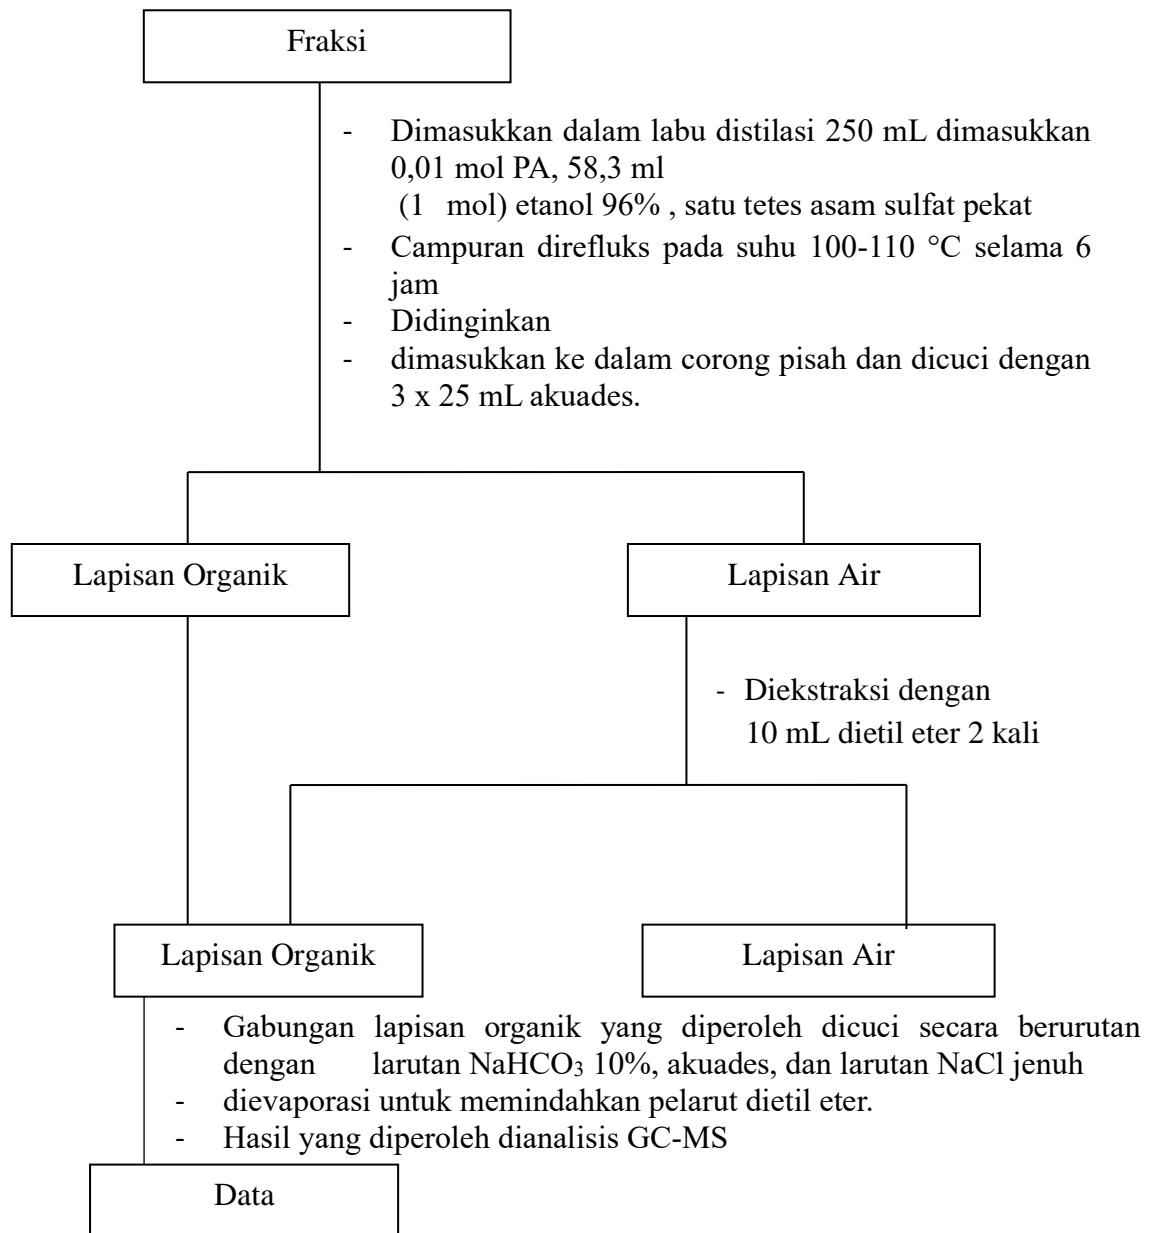 Fraksi
- Dimasukkan dalam labu distilasi 250 mL dimasukkan
0,01 mol PA, 58,3 ml
(1 mol) etanol 96% , satu tetes asam sulfat pekat
- Campuran direfluks pada suhu 100-110 °C selama 6
jam
- Didinginkan
- dimasukkan ke dalam corong pisah dan dicuci dengan
3 x 25 mL akuades.
Lapisan Organik
Lapisan Air
- Diekstraksi dengan
10 mL dietil eter 2 kali
Lapisan Organik
Lapisan Air
- Gabungan lapisan organik yang diperoleh dicuci secara berurutan
dengan larutan NaHCO₃ 10%, akuades, dan larutan NaCl jenuh
- dievaporasi untuk memindahkan pelarut dietil eter.
- Hasil yang diperoleh dianalisis GC-MS
Data